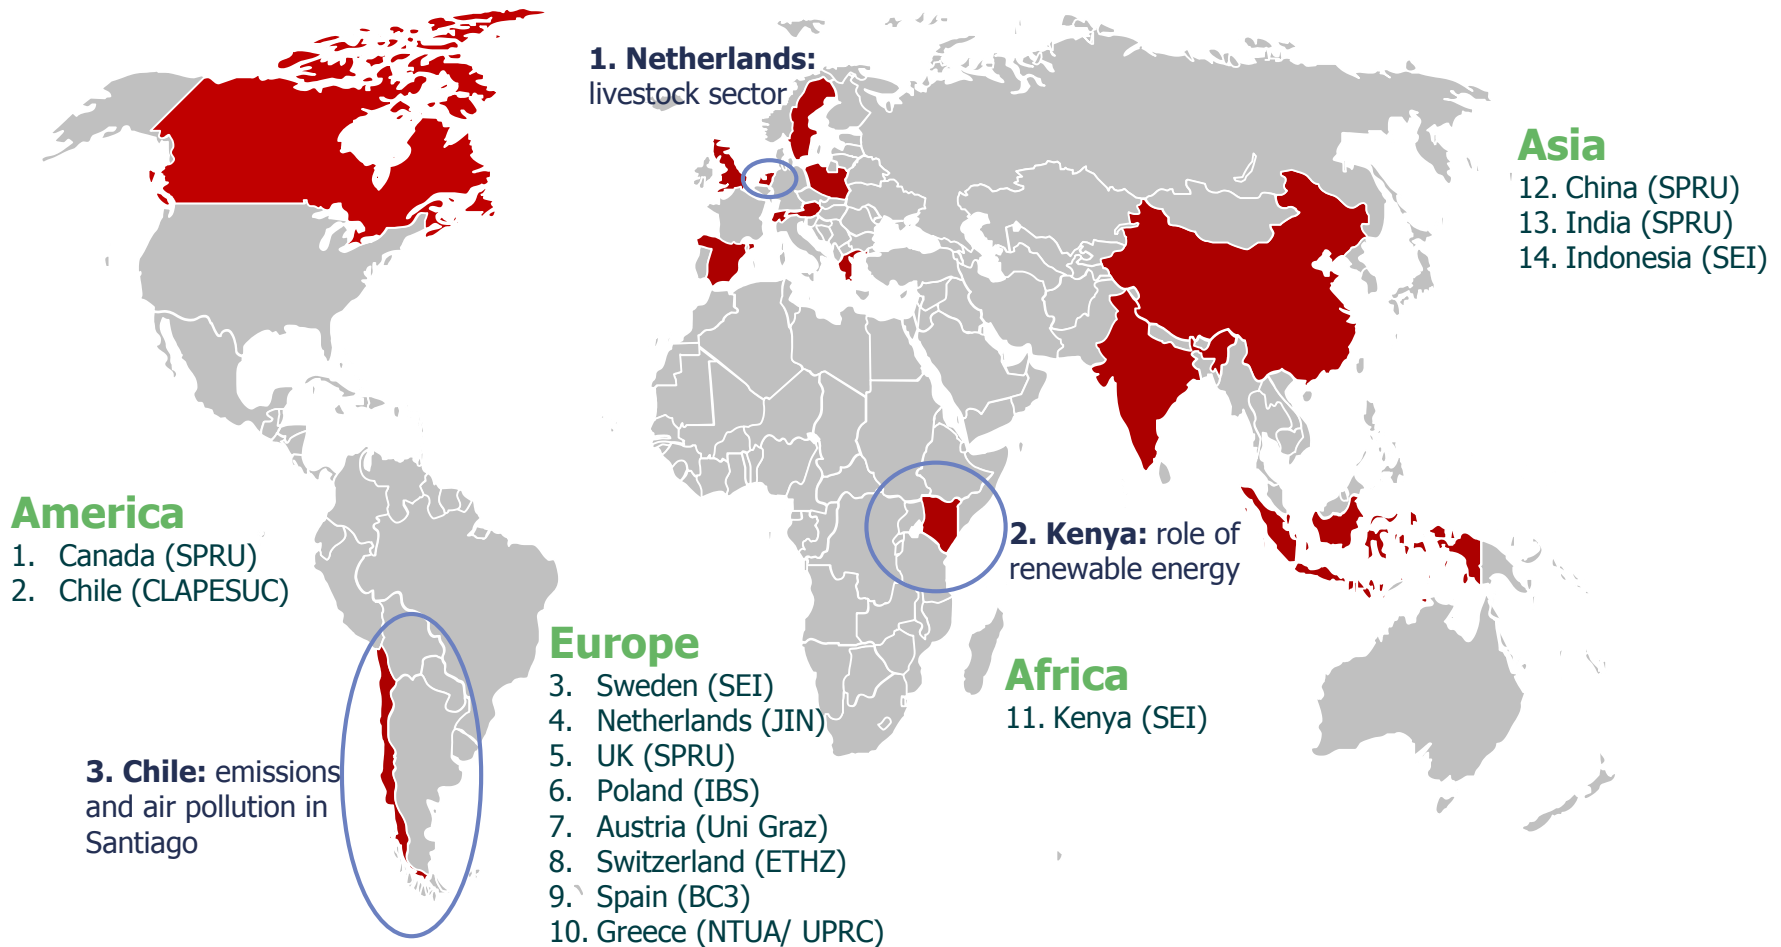 1. Netherlands:
livestock sector
Asia
12. China (SPRU)
13. India (SPRU)
14. Indonesia (SEI)
America
1. Canada (SPRU)
2. Chile (CLAPESUC)
2. Kenya: role of
renewable energy
Europe
3. Sweden (SEI)
4. Netherlands (JIN)
5. UK (SPRU)
6. Poland (IBS)
7. Austria (Uni Graz)
8. Switzerland (ETHZ)
9. Spain (BC3)
10. Greece (NTUA/ UPRC)
Africa
11. Kenya (SEI)
3. Chile: emissions
and air pollution in
Santiago